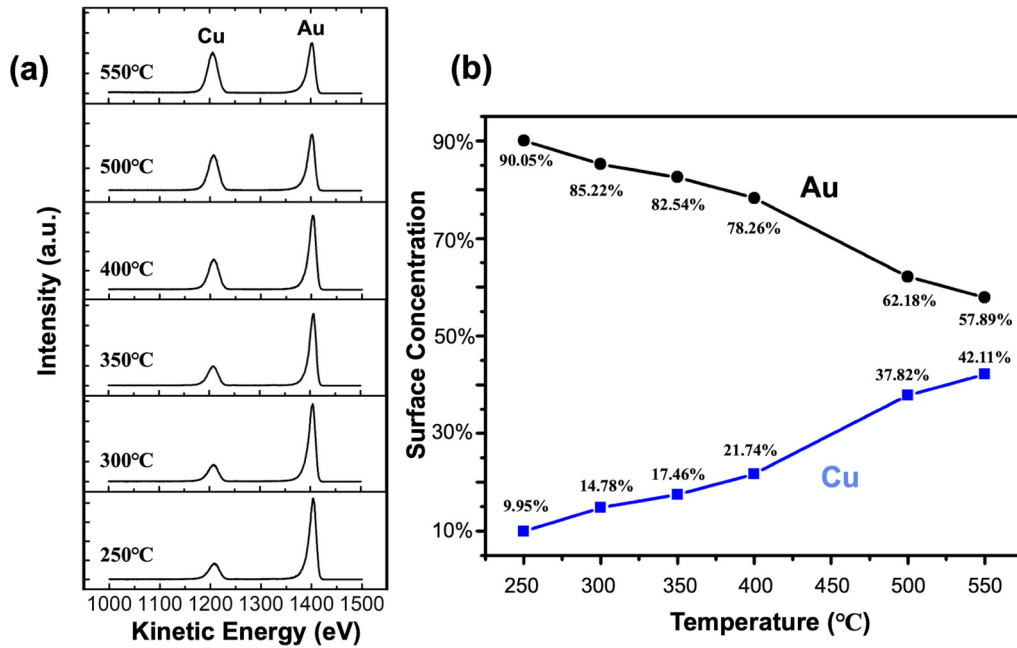 (a)
Cu
Au
550℃
500℃
400℃
350℃
300℃
250℃
1000 1100 1200 1300 1400 1500
Kinetic Energy (eV)
Intensity (a.u.)
(b)
90%
70%
50%
30%
10%
Surface Concentration
90.05%
85.22%
82.54%
78.26%
62.18%
57.89%
Au
9.95%
14.78%
17.46%
21.74%
37.82%
42.11%
Cu
250 300 350 400 450 500 550
Temperature (℃)